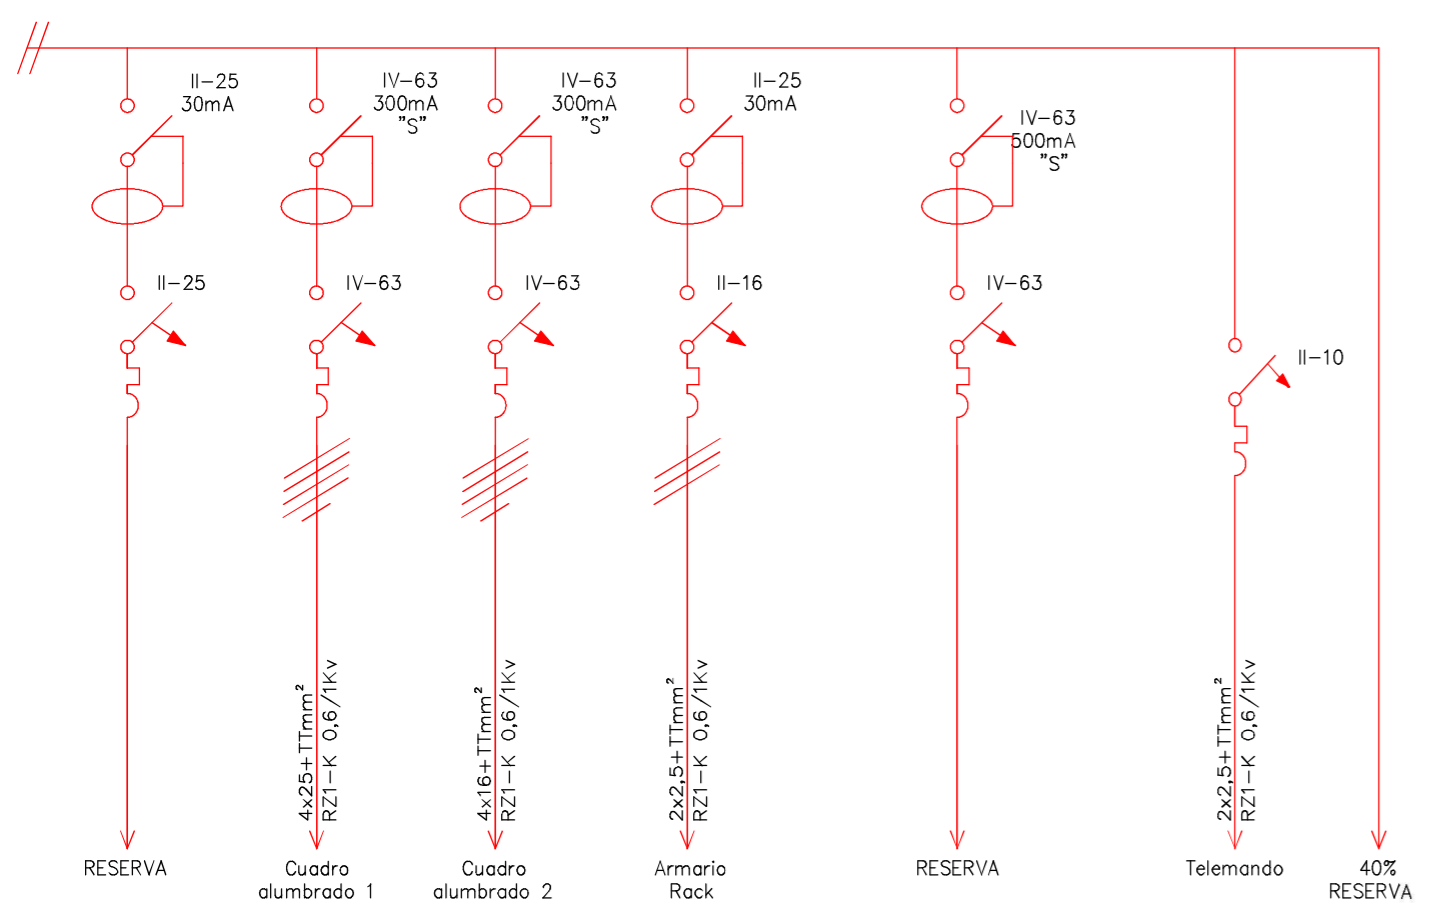 II-25
30mA
IV-63
300mA
"S"
IV-63
300mA
"S"
II-25
30mA
IV-63
500mA
"S"
II-25
IV-63
IV-63
II-16
IV-63
II-10
4x25+TTmm²
RZ1-K 0,6/1Kv
4x16+TTmm²
RZ1-K 0,6/1Kv
2x2,5+TTmm²
RZ1-K 0,6/1Kv
2x2,5+TTmm²
RZ1-K 0,6/1Kv
RESERVA
Cuadro
alumbrado 1
Cuadro
alumbrado 2
Armario
Rack
RESERVA
Telemando
40%
RESERVA